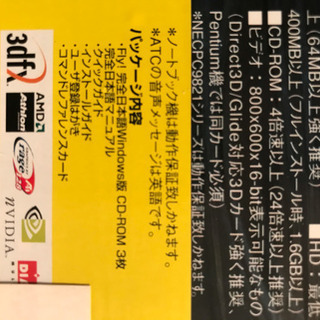 HD：最低
400MB以上（フルインストール時、1.6GB以上）
CD-ROM：4倍速以上（24倍速以上推奨
ビデオ：800x600x16-bit表示可能なもの
（Direct3D/Glide対応3Dカード強く推奨、
Pentium機では同カード必須）
*NECPC9821シリーズは動作保証致しかねます。
*ノートブック機は動作保証致しかねます。
*ATCの音声メッセージは英語です。
パッケージ内容
・Fly! 完全日本語Windows版 CD-ROM 3枚
・完全日本語マニュアル
・クイックガイド
・インストールガイド
・ユーザ登録はがき
・コマンドリファレンスカード
3dfx
AMD
Athlon
NVIDIA
上（64MB以上強く推奨）